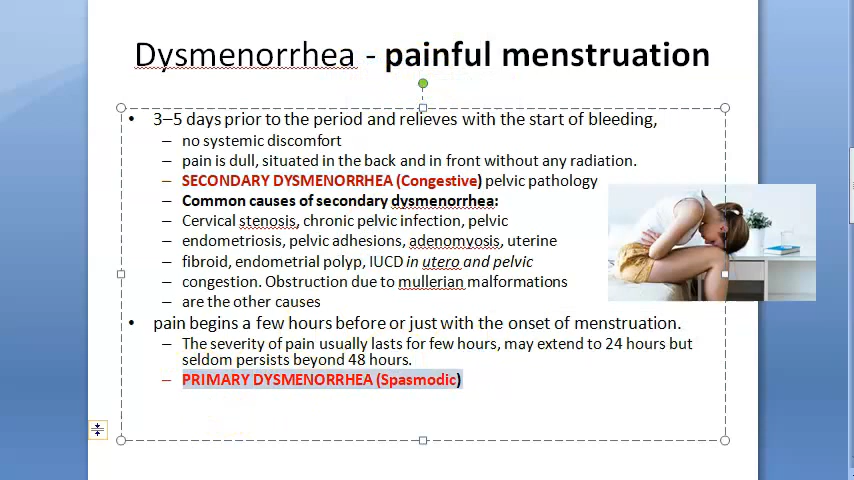 Dysmenorrhea - painful menstruation
• 3–5 days prior to the period and relieves with the start of bleeding,
– no systemic discomfort
– pain is dull, situated in the back and in front without any radiation.
– SECONDARY DYSMENORRHEA (Congestive) pelvic pathology
– Common causes of secondary dysmenorrhea:
– Cervical stenosis, chronic pelvic infection, pelvic
– endometriosis, pelvic adhesions, adenomyosis, uterine
– fibroid, endometrial polyp, IUCD in utero and pelvic
– congestion. Obstruction due to mullerian malformations
– are the other causes
• pain begins a few hours before or just with the onset of menstruation.
– The severity of pain usually lasts for few hours, may extend to 24 hours but
seldom persists beyond 48 hours.
– PRIMARY DYSMENORRHEA (Spasmodic)